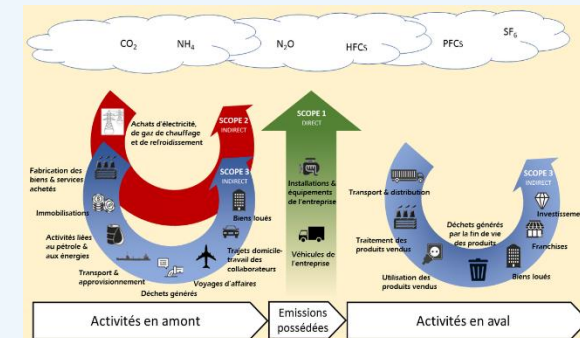 CO2
NH4
N2O
HFCs
PFCs
SF6
Achats d'électricité,
de gaz de chauffage
et de refroidissement
SCOPE 2
INDIRECT
SCOPE 3
INDIRECT
Fabrication des
biens & services
achetés
Immobilisations
Activités liées
au pétrole &
aux énergies
Transport &
approvisionnement
Déchets générés
Voyages d'affaires
Trajets domicile-
travail des
collaborateurs
Biens loués
SCOPE 1
DIRECT
Installations &
équipements
de l'entreprise
Véhicules de
l'entreprise
SCOPE 3
INDIRECT
Transport & distribution
Traitement des
produits vendus
Utilisation des
produits vendus
Déchets générés
par la fin de vie
des produits
Biens loués
Franchises
Investisseme
Activités en amont
Emissions
possédées
Activités en aval